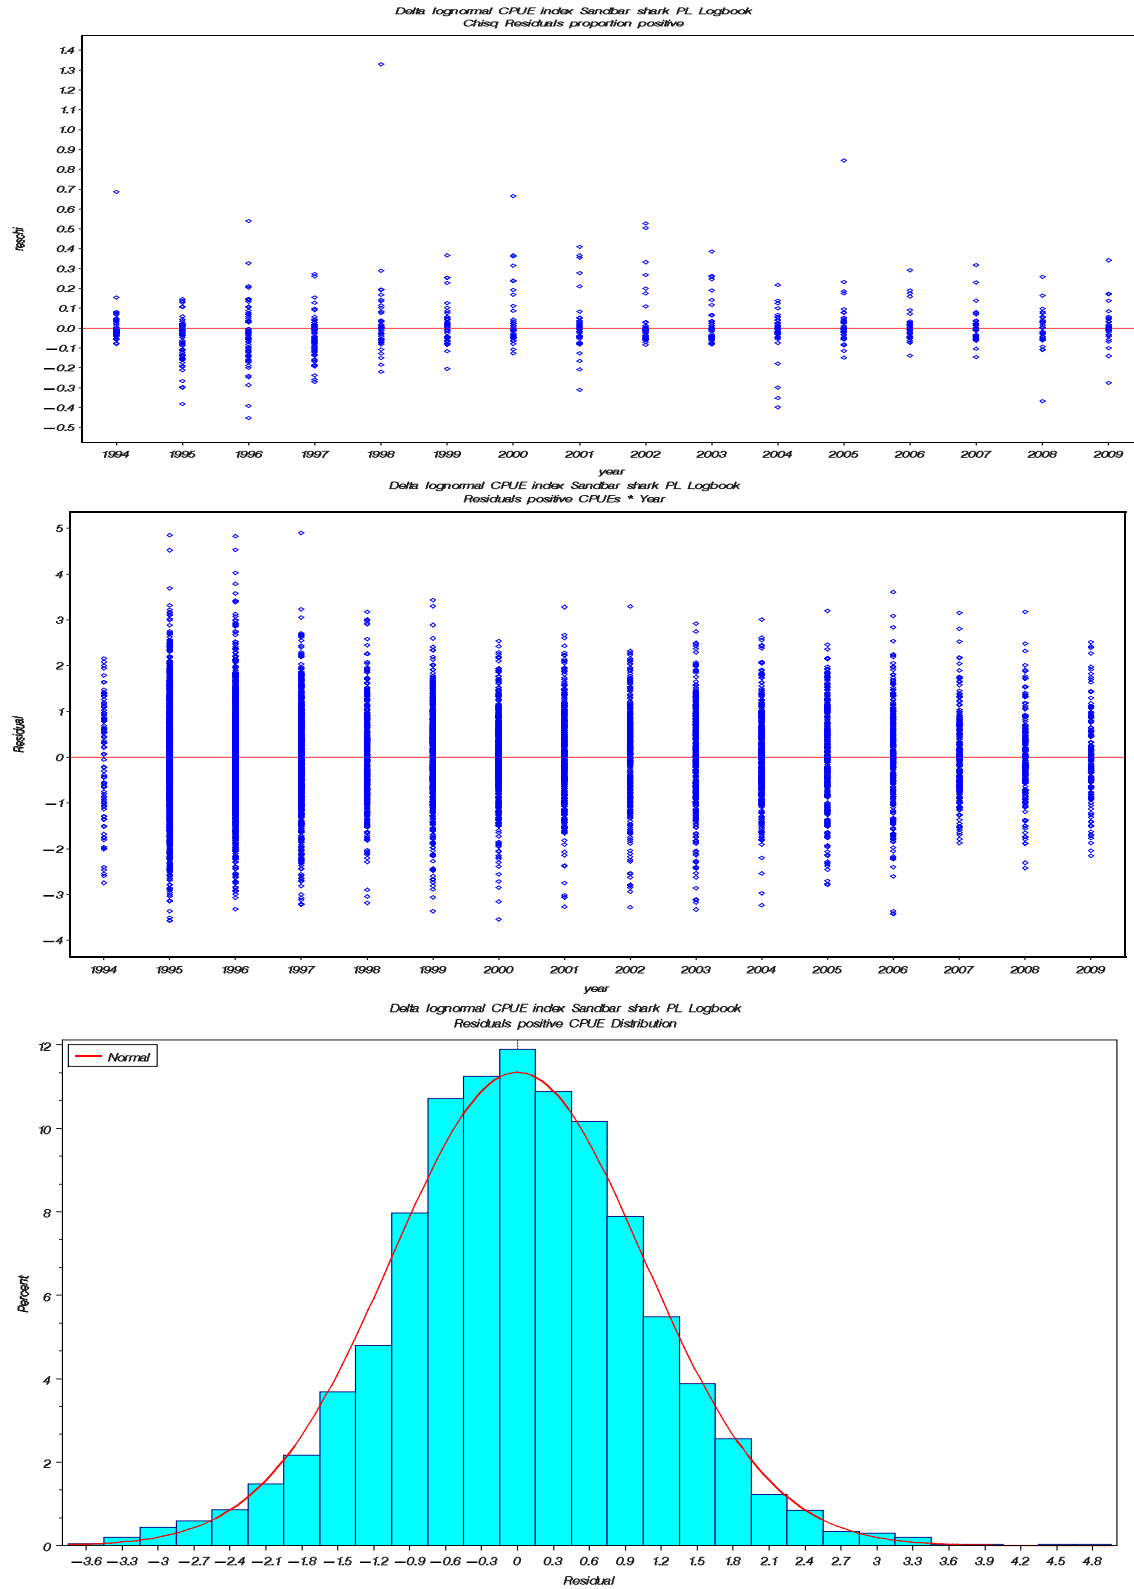 Delta lognormal CPUE index Sandbar shark PL Logbook
Chisq Residuals proportion positive
reschi
1.4
1.3
1.2
1.1
1.0
0.9
0.8
0.7
0.6
0.5
0.4
0.3
0.2
0.1
0.0
−0.1
−0.2
−0.3
−0.4
−0.5
1994 1995 1996 1997 1998 1999 2000 2001 2002 2003 2004 2005 2006 2007 2008 2009
year
Delta lognormal CPUE index Sandbar shark PL Logbook
Residuals positive CPUEs * Year
Residual
5
4
3
2
1
0
−1
−2
−3
−4
1994 1995 1996 1997 1998 1999 2000 2001 2002 2003 2004 2005 2006 2007 2008 2009
year
Delta lognormal CPUE index Sandbar shark PL Logbook
Residuals positive CPUE Distribution
Normal
Percent
12
10
8
6
4
2
0
−3.6 −3.3 −3 −2.7 −2.4 −2.1 −1.8 −1.5 −1.2 −0.9 −0.6 −0.3 0 0.3 0.6 0.9 1.2 1.5 1.8 2.1 2.4 2.7 3 3.3 3.6 3.9 4.2 4.5 4.8
Residual